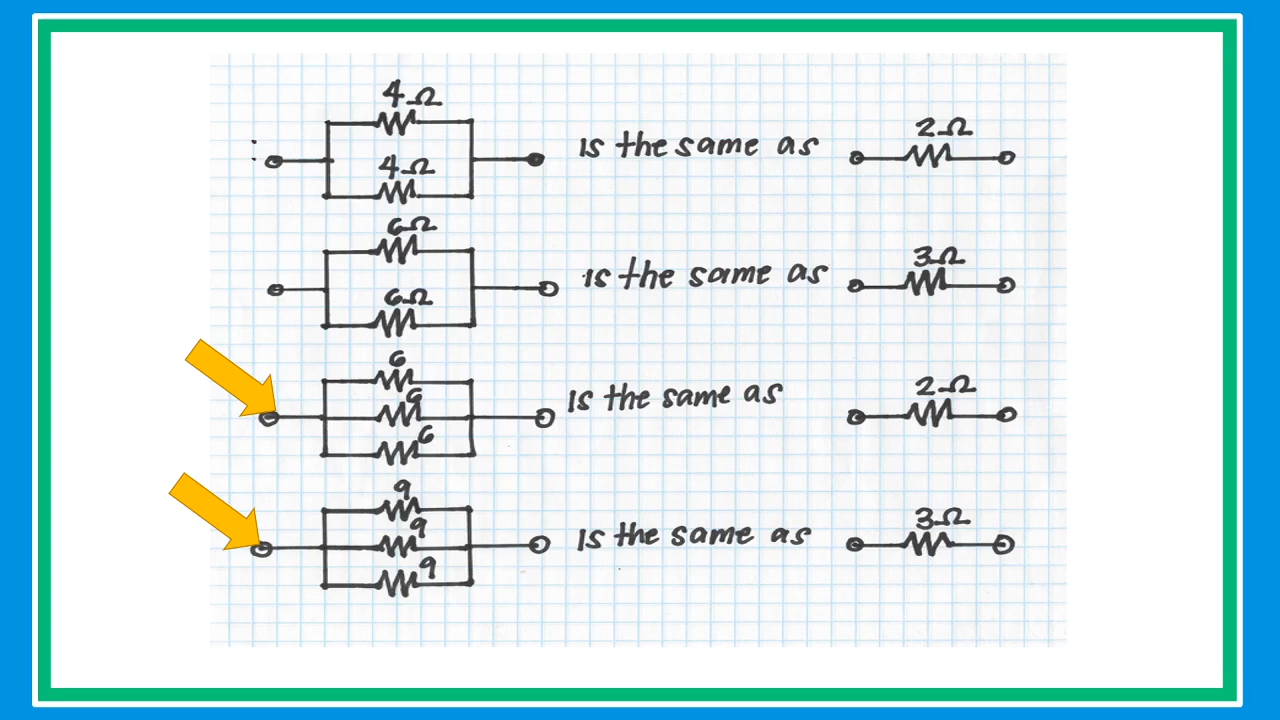 4Ω
4Ω
is the same as
2Ω
6Ω
6Ω
is the same as
3Ω
6
6
6
is the same as
2Ω
9
9
9
is the same as
3Ω